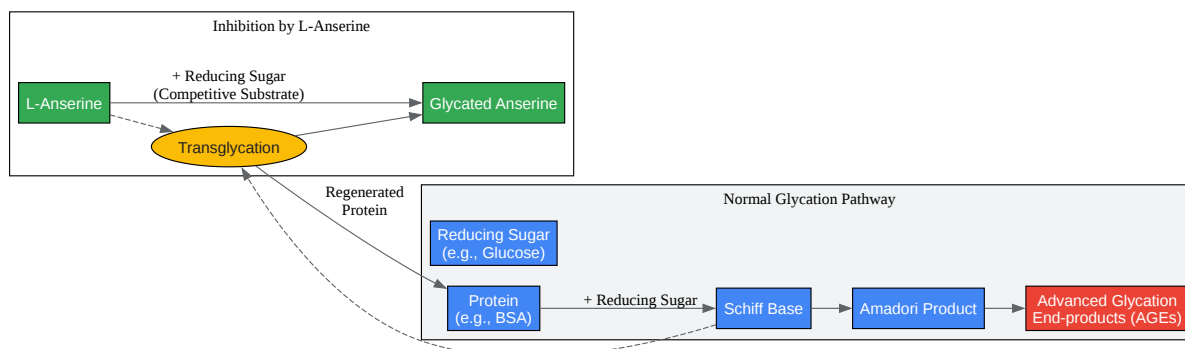 Inhibition by L-Anserine
+ Reducing Sugar
(Competitive Substrate)
L-Anserine
Glycated Anserine
Transglycation
Regenerated
Protein
Normal Glycation Pathway
Reducing Sugar
(e.g., Glucose)
Protein
(e.g., BSA)
+ Reducing Sugar
Schiff Base
Amadori Product
Advanced Glycation
End-products (AGEs)